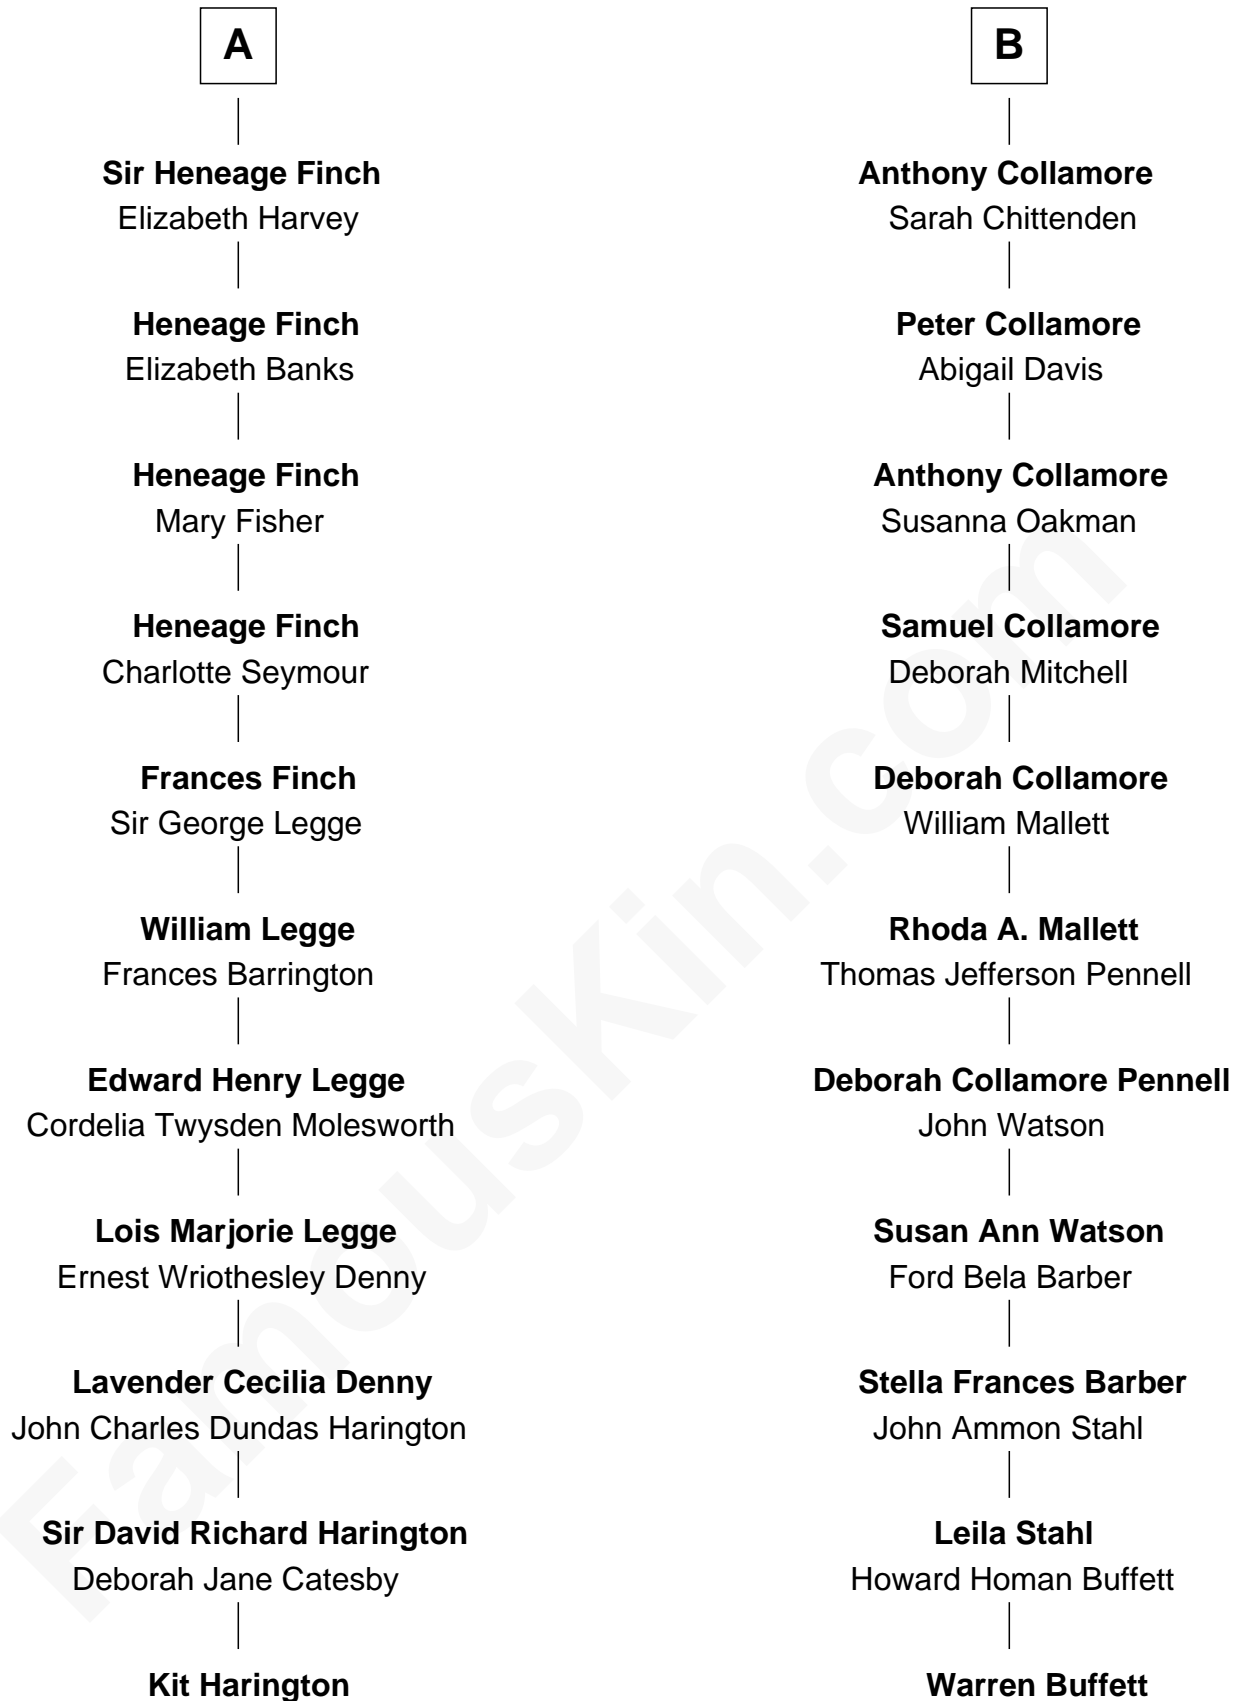 A
Sir Heneage Finch
Elizabeth Harvey
Heneage Finch
Elizabeth Banks
Heneage Finch
Mary Fisher
Heneage Finch
Charlotte Seymour
Frances Finch
Sir George Legge
William Legge
Frances Barrington
Edward Henry Legge
Cordelia Twysden Molesworth
Lois Marjorie Legge
Ernest Wriothesley Denny
Lavender Cecilia Denny
John Charles Dundas Harington
Sir David Richard Harington
Deborah Jane Catesby
Kit Harington
B
Anthony Collamore
Sarah Chittenden
Peter Collamore
Abigail Davis
Anthony Collamore
Susanna Oakman
Samuel Collamore
Deborah Mitchell
Deborah Collamore
William Mallett
Rhoda A. Mallett
Thomas Jefferson Pennell
Deborah Collamore Pennell
John Watson
Susan Ann Watson
Ford Bela Barber
Stella Frances Barber
John Ammon Stahl
Leila Stahl
Howard Homan Buffett
Warren Buffett
FamousKin.com